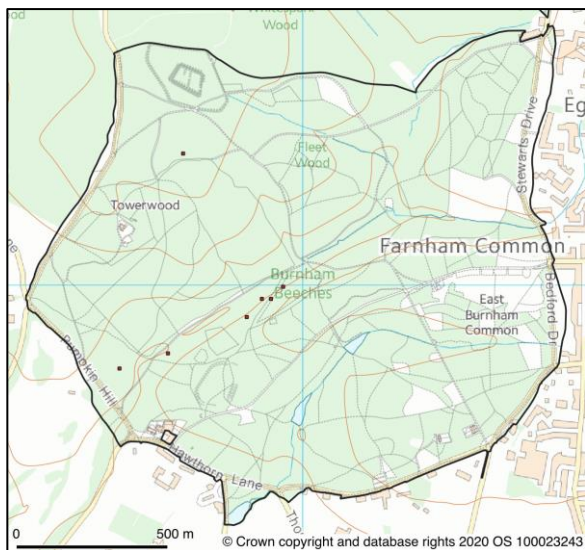 Wood
Eg
Stewarts Drive
Fleet
Wood
Towerwood
Farnham Common
Burnham
Beeches
East
Burnham
Common
Bedford Dr
Pumpkin Hill
Hawthorn Lane
Tho
0
500 m
© Crown copyright and database rights 2020 OS 100023243